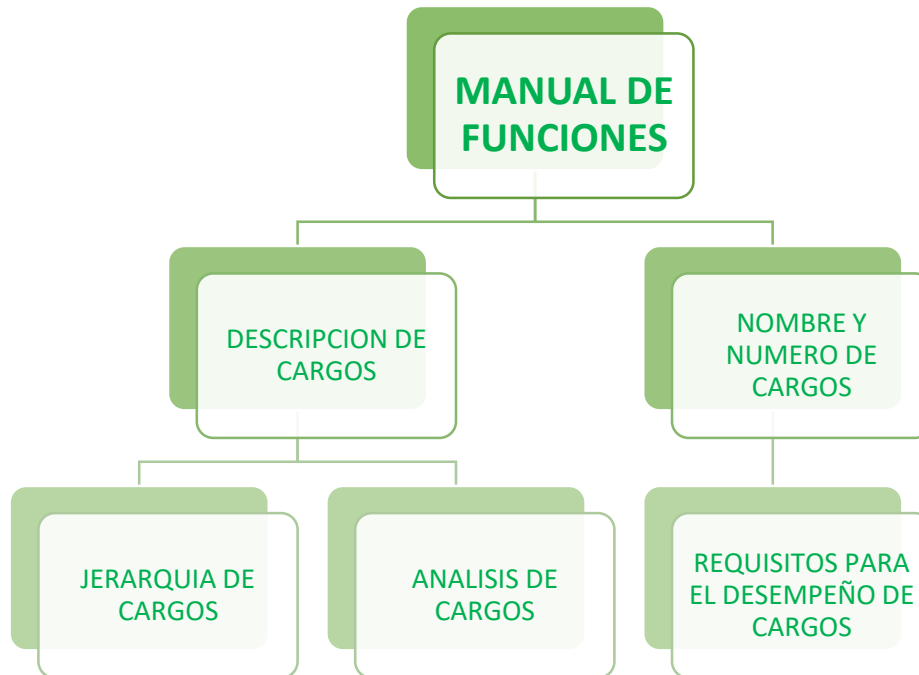 MANUAL DE
FUNCIONES
DESCRIPCION DE
CARGOS
NOMBRE Y
NUMERO DE
CARGOS
JERARQUIA DE
CARGOS
ANALISIS DE
CARGOS
REQUISITOS PARA
EL DESEMPEÑO DE
CARGOS